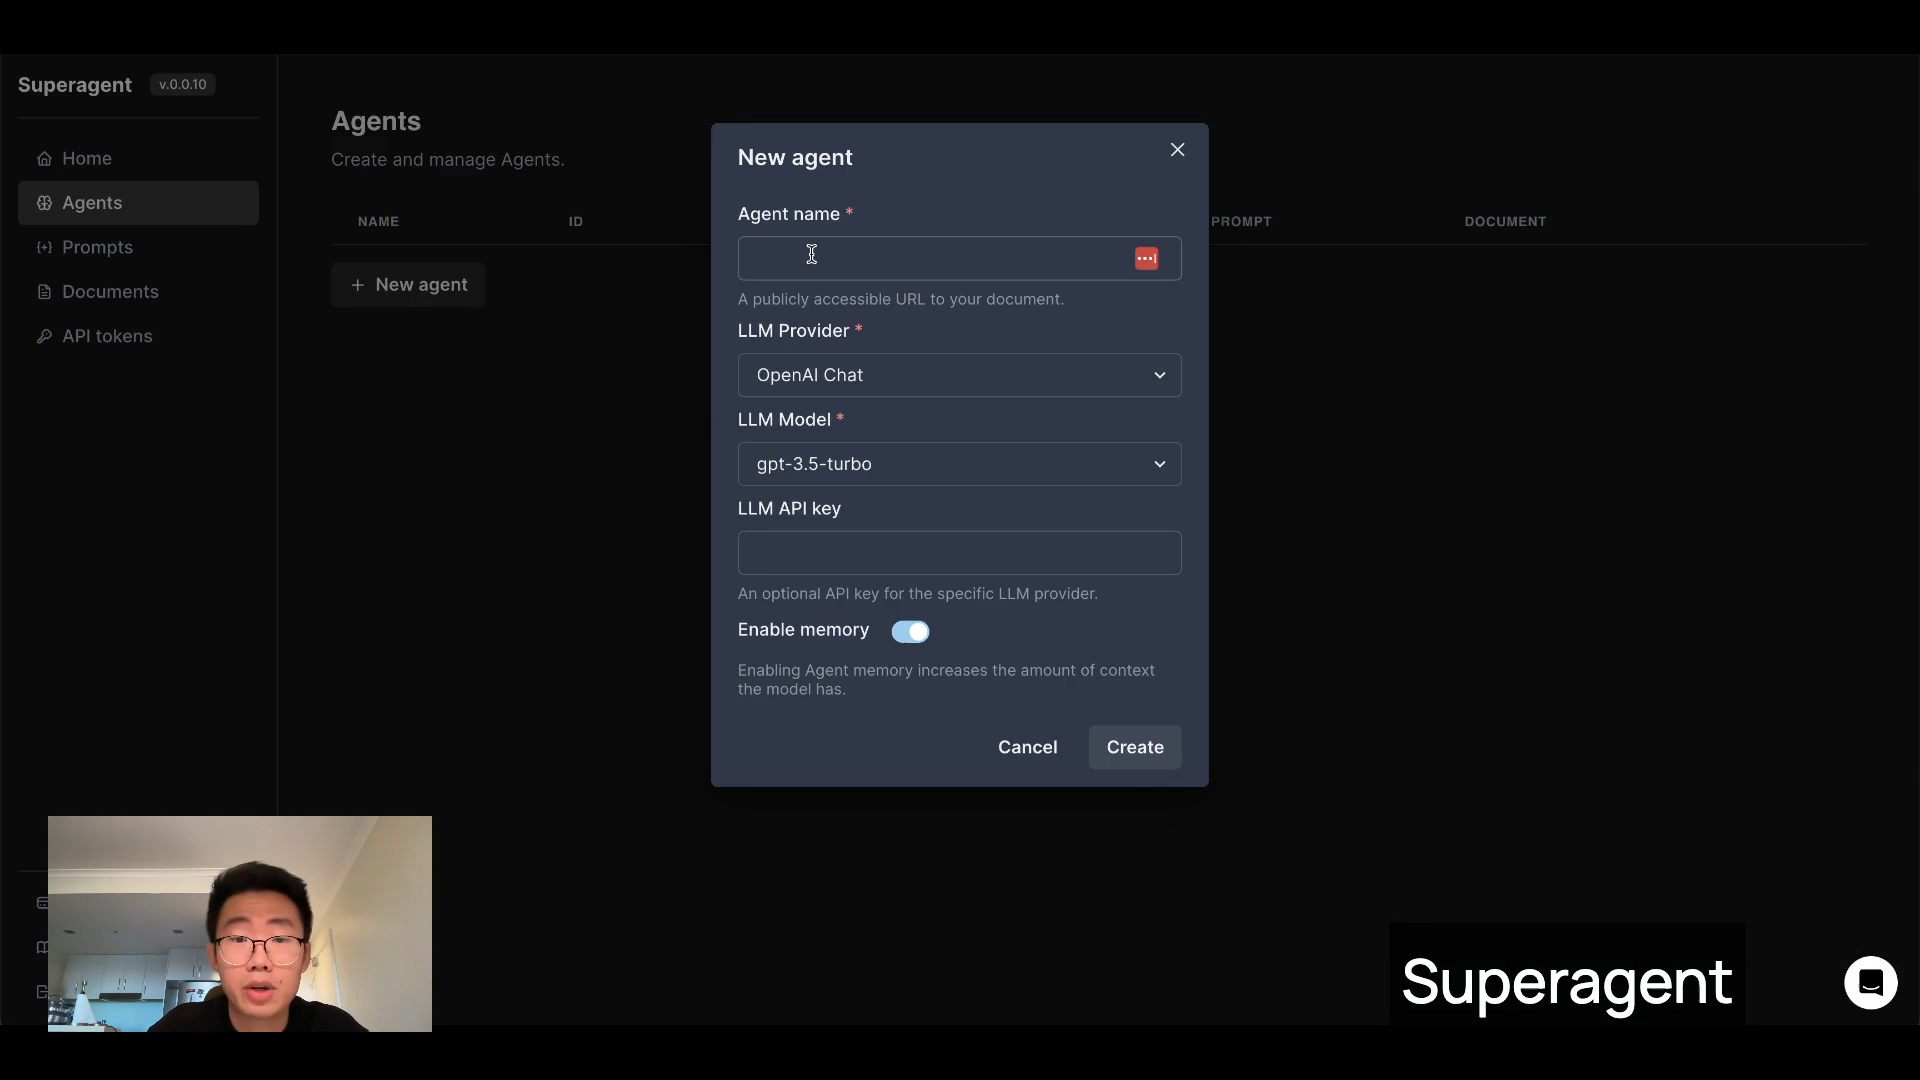 Superagent v.0.0.10
Home
Agents
Prompts
Documents
API tokens
Agents
Create and manage Agents.
NAME ID PROMPT DOCUMENT
+ New agent
New agent
Agent name *
A publicly accessible URL to your document.
LLM Provider *
OpenAI Chat
LLM Model *
gpt-3.5-turbo
LLM API key
An optional API key for the specific LLM provider.
Enable memory
Enabling Agent memory increases the amount of context
the model has.
Cancel Create
Superagent